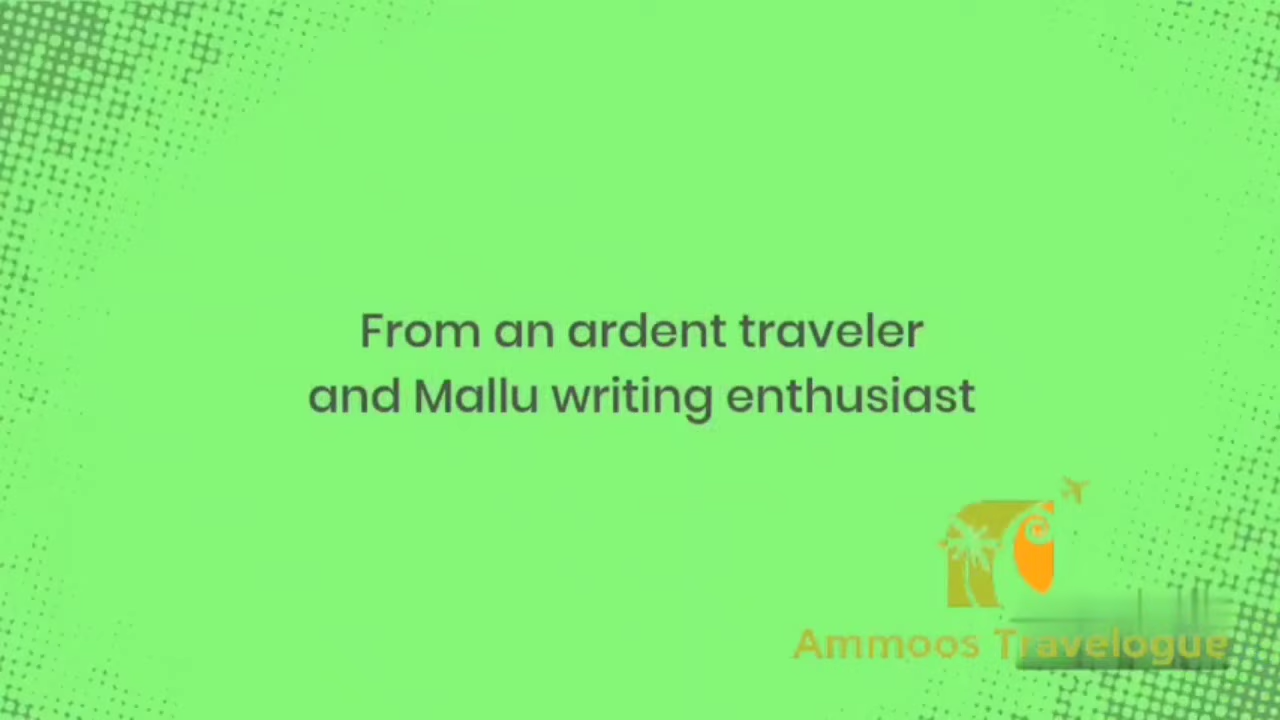 From an ardent traveler
and Mallu writing enthusiast
Ammoos Travelogue